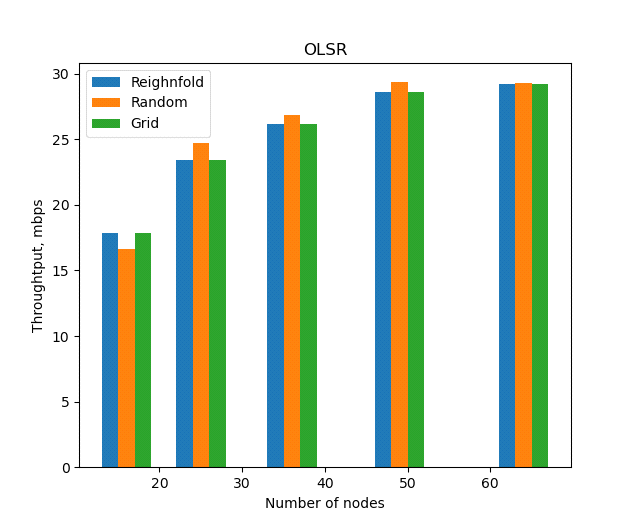 OLSR
Reighnfold
Random
Grid
30
25
20
15
10
5
0
Throughtput, mbps
20 30 40 50 60
Number of nodes